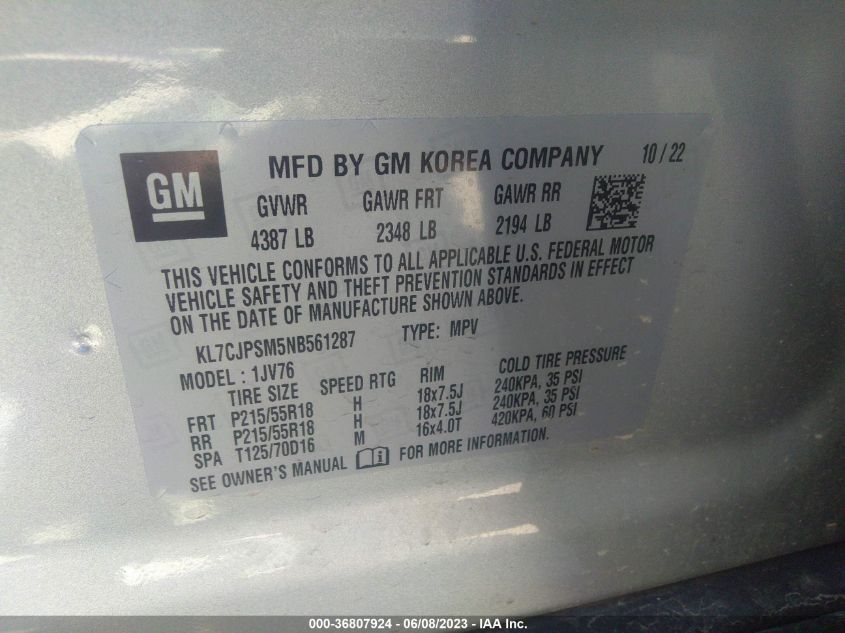 GM
MFD BY GM KOREA COMPANY 10/22
GVWR GAWR FRT GAWR RR
4387 LB 2348 LB 2194 LB
THIS VEHICLE CONFORMS TO ALL APPLICABLE U.S. FEDERAL MOTOR
VEHICLE SAFETY AND THEFT PREVENTION STANDARDS IN EFFECT
ON THE DATE OF MANUFACTURE SHOWN ABOVE.
KL7CJPSM5NB561287 TYPE: MPV
MODEL : 1JV76
TIRE SIZE SPEED RTG RIM COLD TIRE PRESSURE
FRT P215/55R18 H 18x7.5J 240KPA, 35 PSI
RR P215/55R18 H 18x7.5J 240KPA, 35 PSI
SPA T125/70D16 M 16x4.0T 420KPA, 60 PSI
SEE OWNER'S MANUAL FOR MORE INFORMATION.
000-36807924 - 06/08/2023 - IAA Inc.